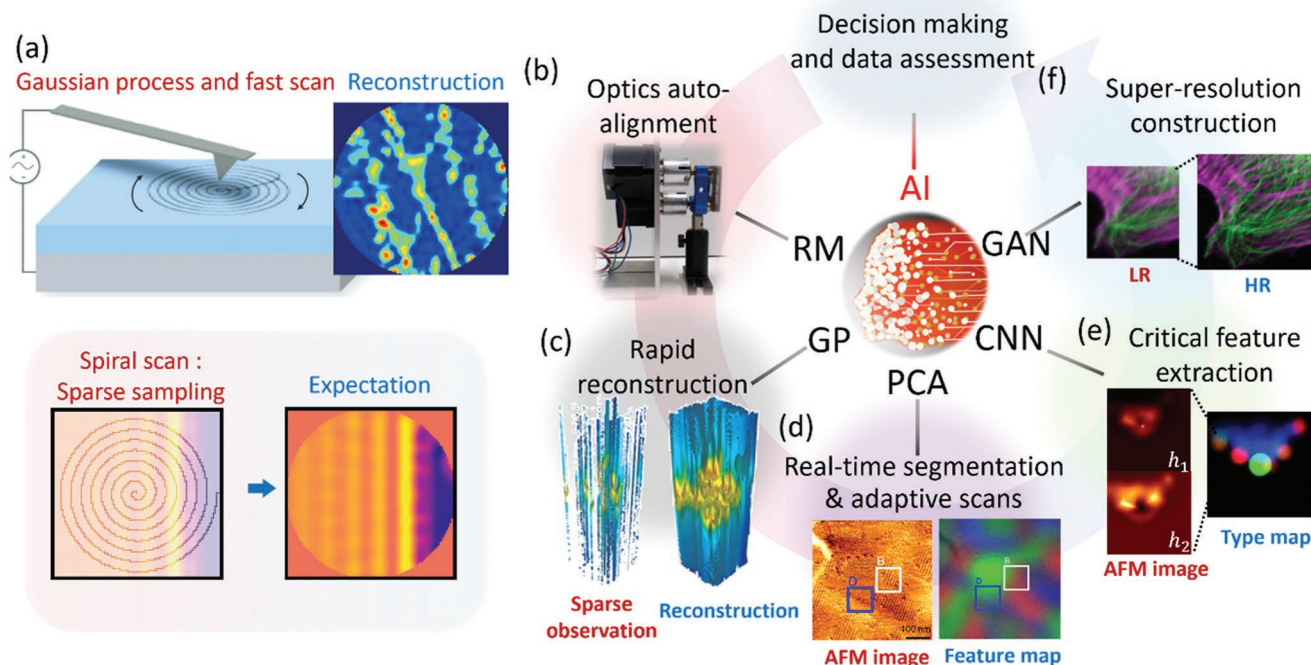 (a)
Gaussian process and fast scan
Reconstruction
Spiral scan :
Sparse sampling
Expectation
Decision making
and data assessment
AI
(b)
Optics auto-
alignment
RM
GAN
GP
CNN
PCA
(c)
Rapid
reconstruction
Sparse
observation
Reconstruction
(d)
Real-time segmentation
& adaptive scans
B
D
400 nm
AFM image
B
D
Feature map
(e)
Critical feature
extraction
h₁
h₂
AFM image
Type map
(f)
Super-resolution
construction
LR
HR